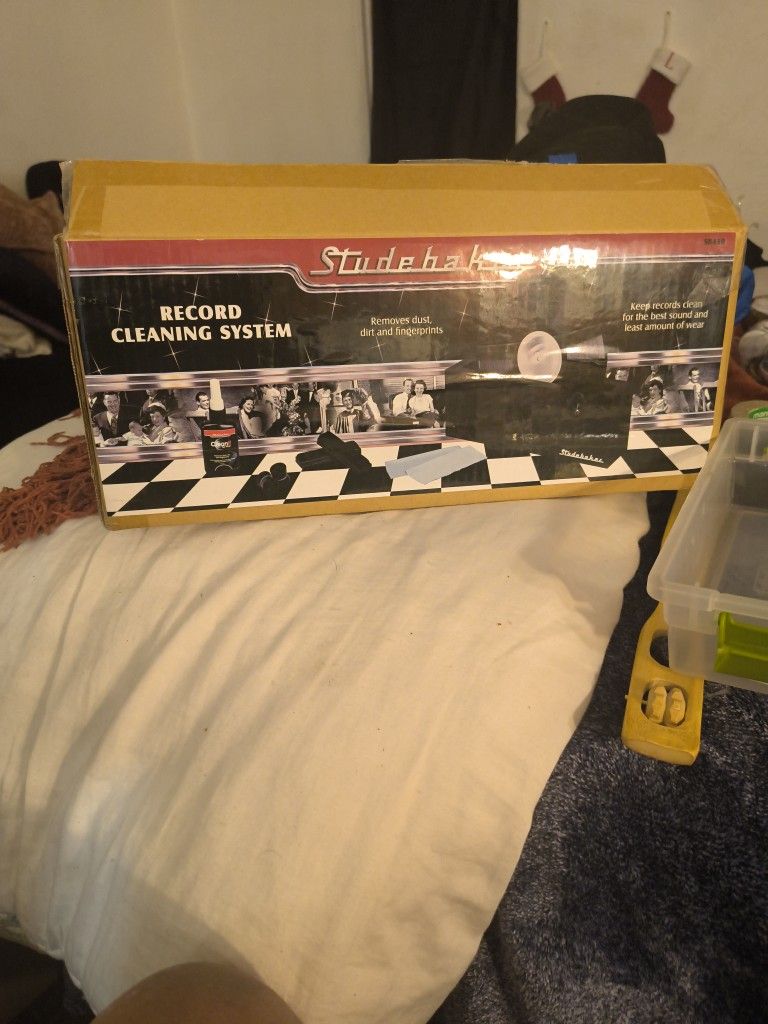 Studebak
RECORD
CLEANING SYSTEM
Removes dust,
dirt and fingerprints
Keep records clean
for the best sound and
least amount of wear
Clean
Studebaker
L